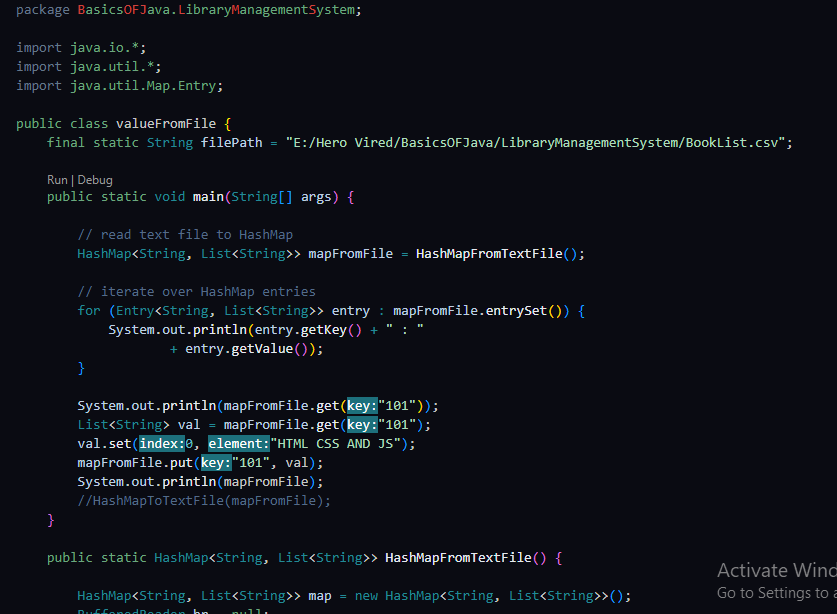 package BasicsOFJava.LibraryManagementSystem;
import java.io.*;
import java.util.*;
import java.util.Map.Entry;
public class valueFromFile {
final static String filePath = "E:/Hero Vired/BasicsOFJava/LibraryManagementSystem/BookList.csv";
Run | Debug
public static void main(String[] args) {
// read text file to HashMap
HashMap<String, List<String>> mapFromFile = HashMapFromTextFile();
// iterate over HashMap entries
for (Entry<String, List<String>> entry : mapFromFile.entrySet()) {
System.out.println(entry.getKey() + " : "
+ entry.getValue());
}
System.out.println(mapFromFile.get(key:"101"));
List<String> val = mapFromFile.get(key:"101");
val.set(index:0, element:"HTML CSS AND JS");
mapFromFile.put(key:"101", val);
System.out.println(mapFromFile);
//HashMapToTextFile(mapFromFile);
}
public static HashMap<String, List<String>> HashMapFromTextFile() {
HashMap<String, List<String>> map = new HashMap<String, List<String>>();
BufferedReader br = null;
Activate Wind
Go to Settings to a